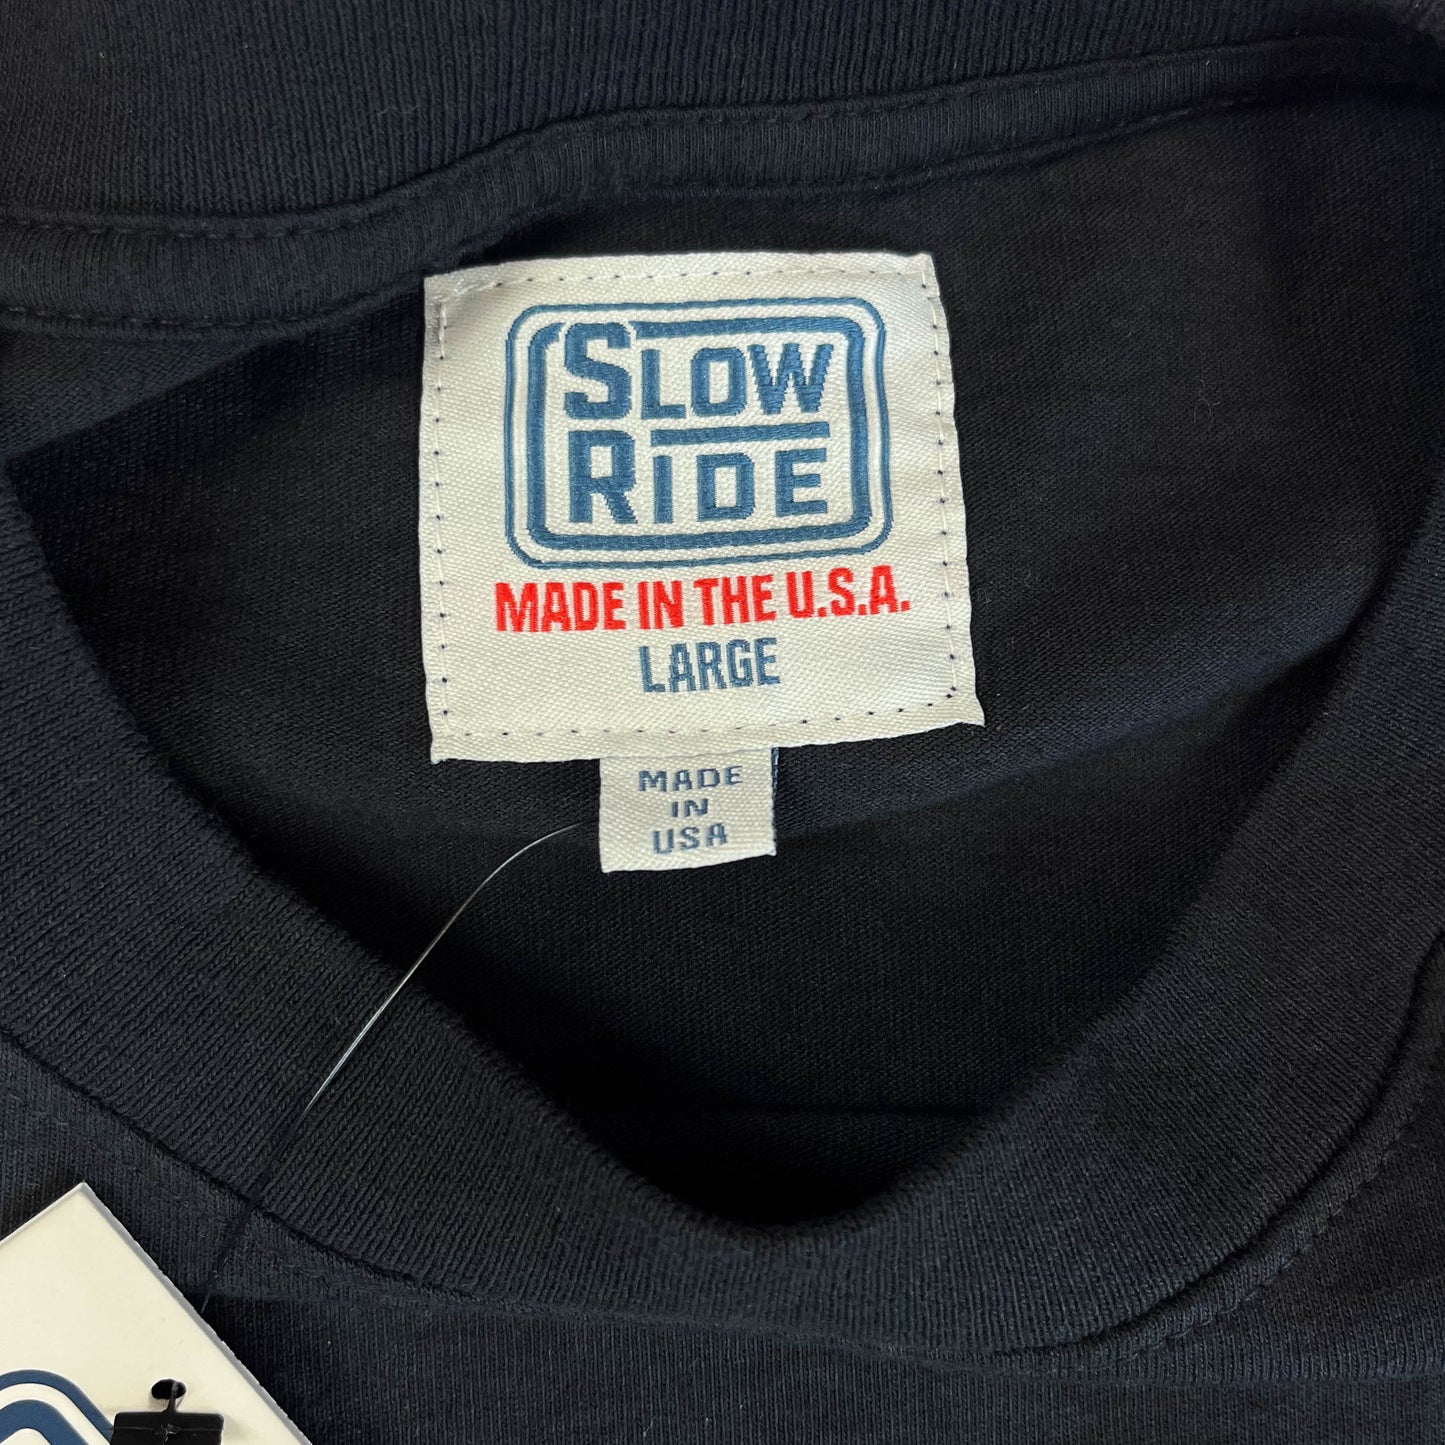 SLOW
RIDE
MADE IN THE U.S.A.
LARGE
MADE
IN
USA